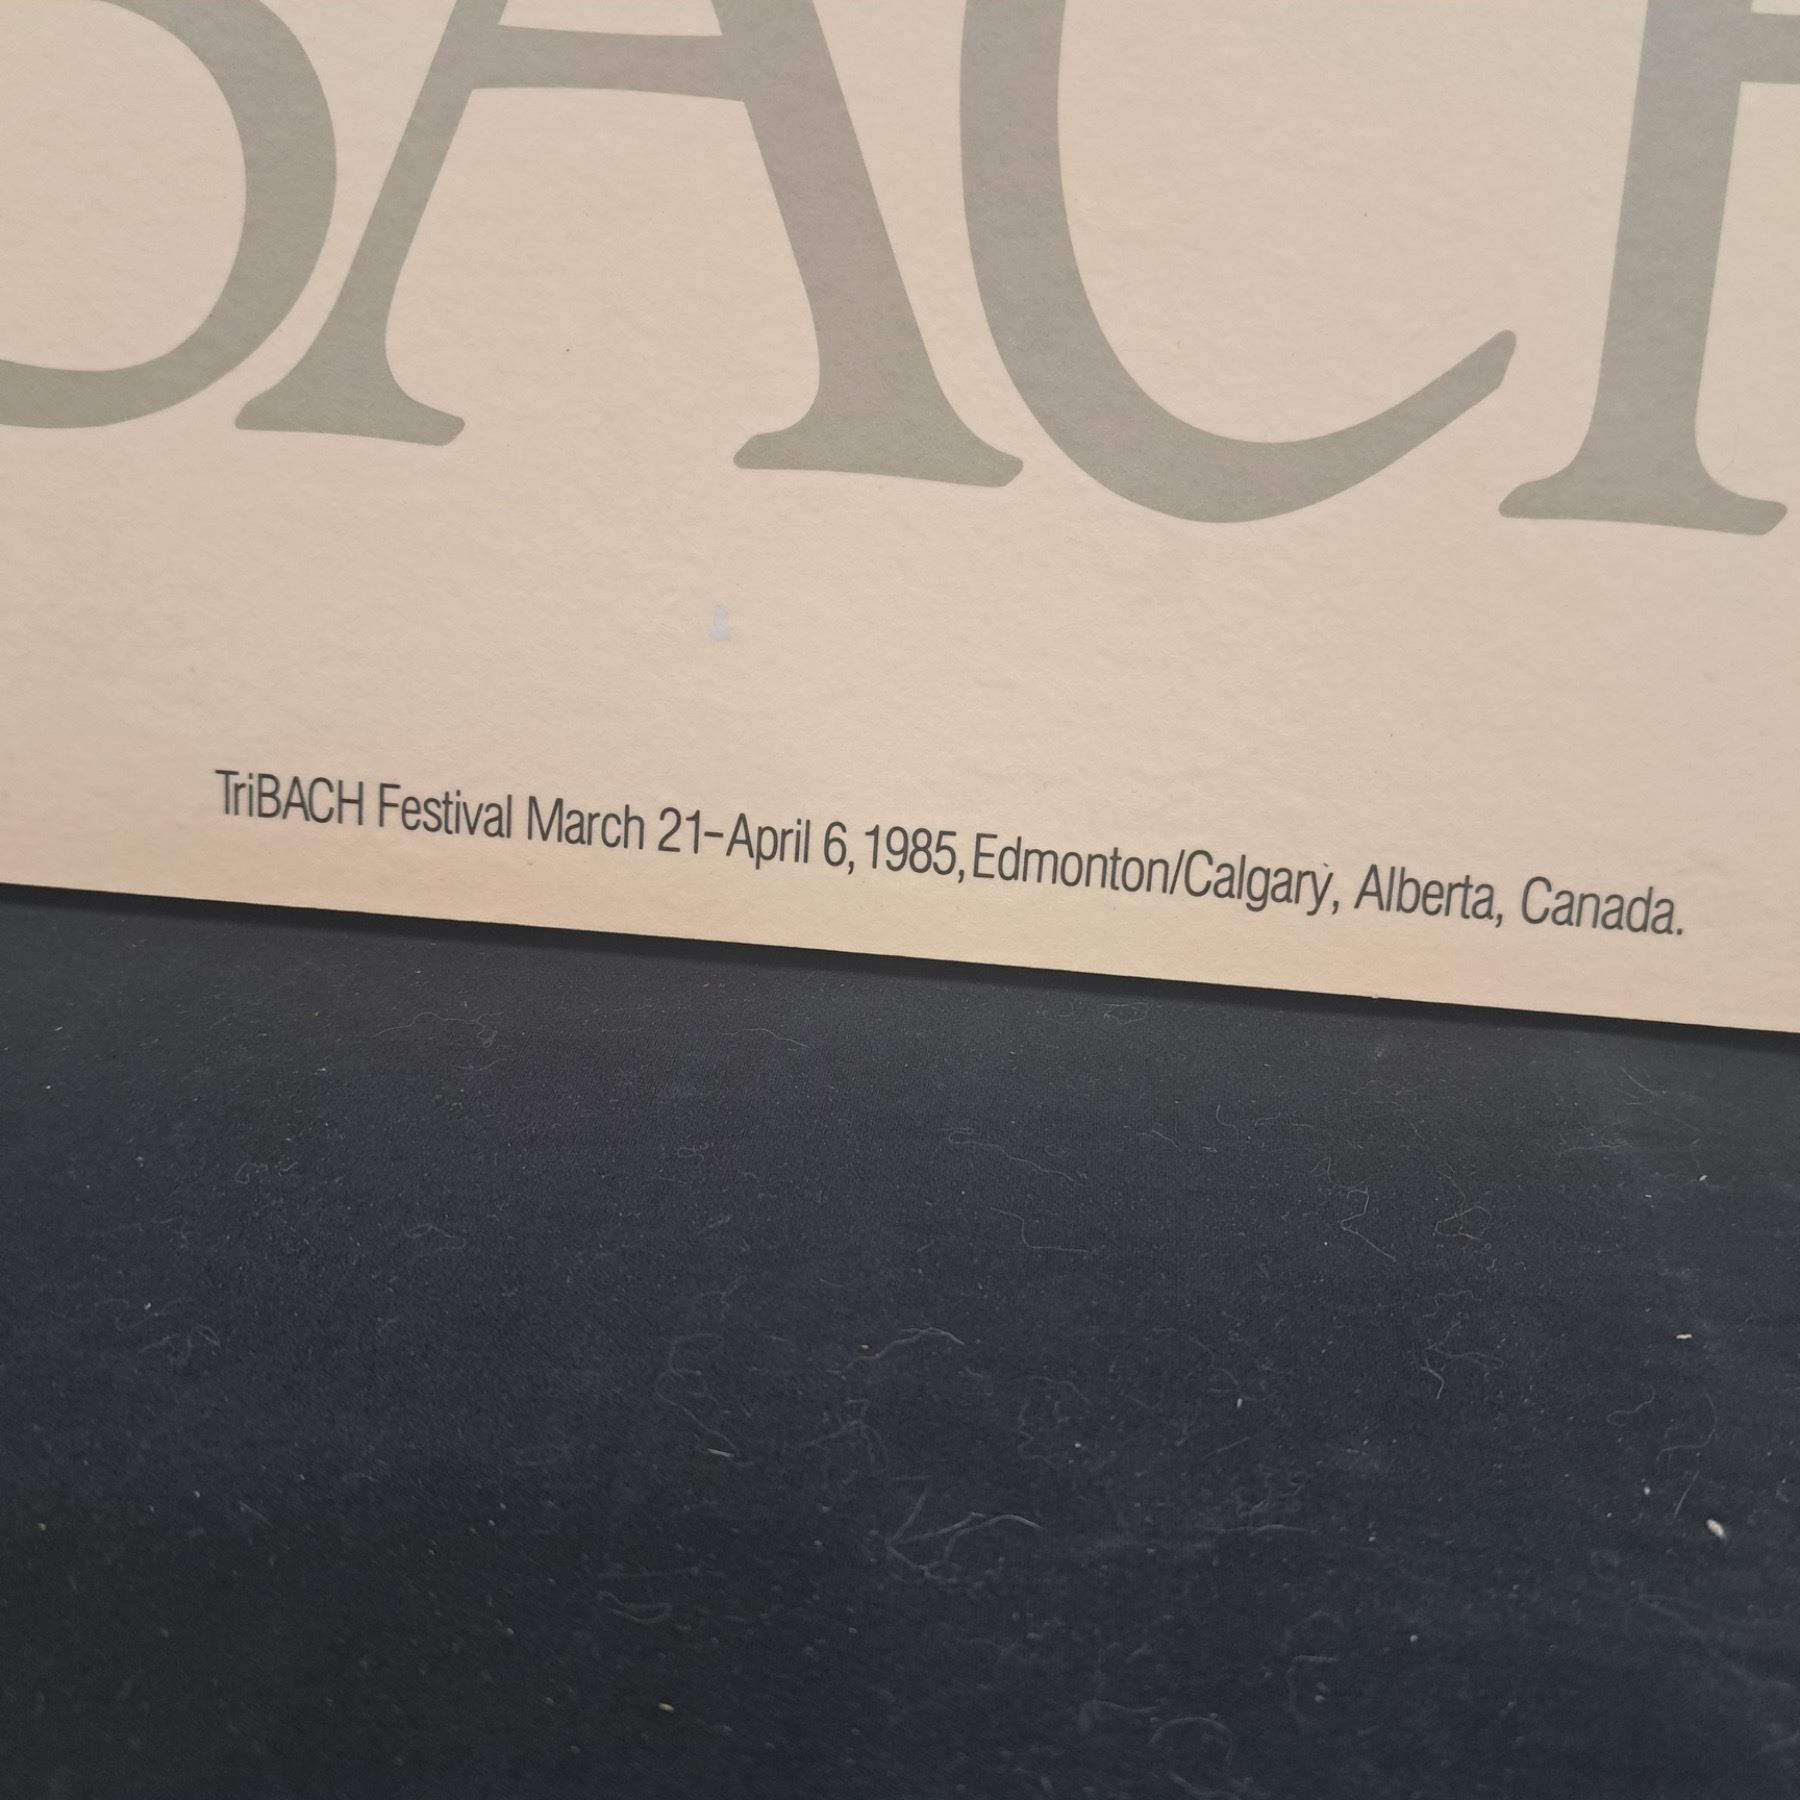 BACH
TriBACH Festival March 21-April 6, 1985, Edmonton/Calgary, Alberta, Canada.